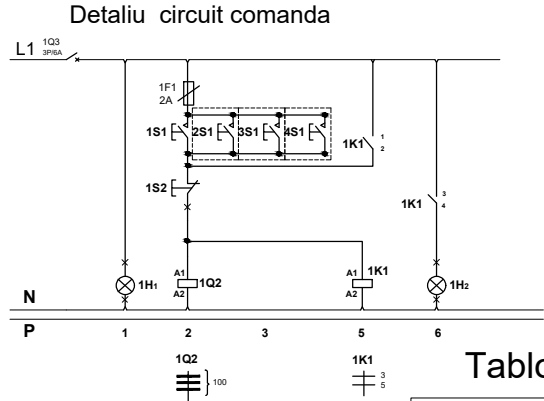 Detaliu circuit comanda
L1 1Q3
3P/6A
1F1
2A
1S1 2S1 3S1 4S1
1K1 1
2
1S2
1K1 3
4
A1 A1
1H1 1Q2 1K1 1H2
A2 A2
N
P 1 2 3 5 6
1Q2 1K1
100 3
5
Tablo